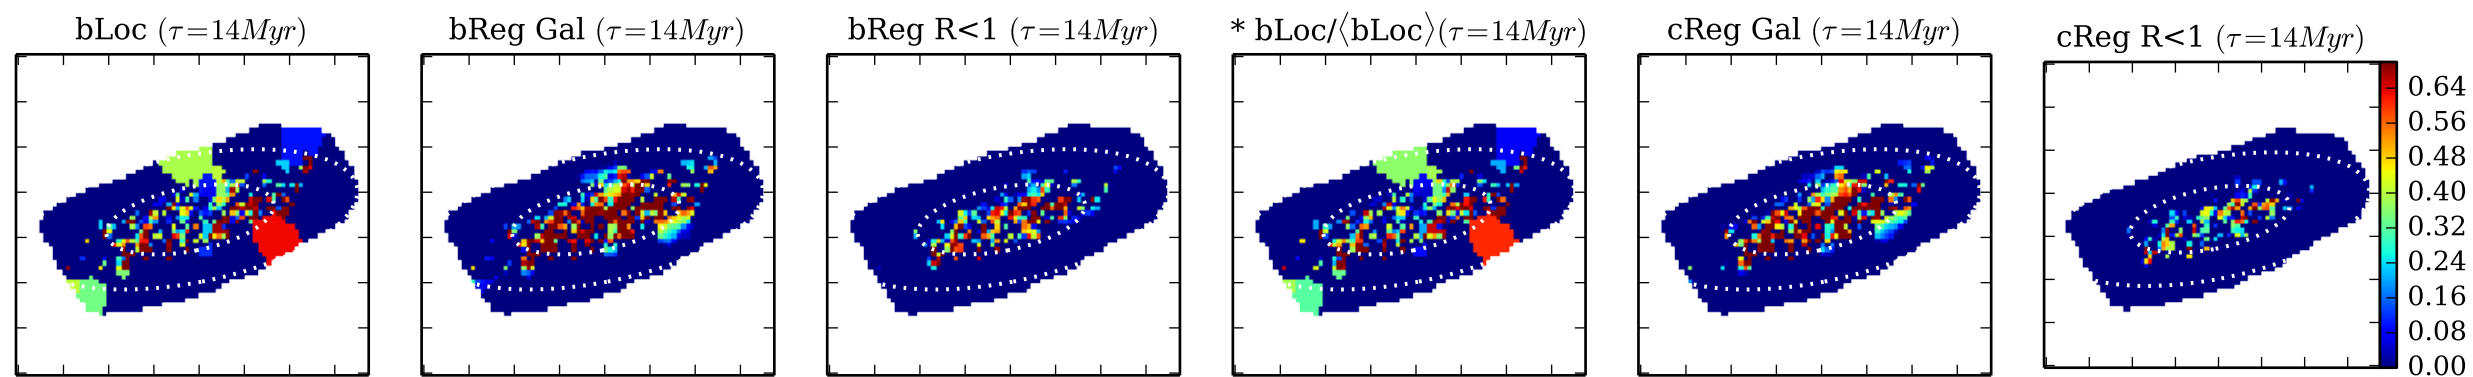 bLoc (τ=14Myr)
bReg Gal (τ=14Myr)
bReg R<1 (τ=14Myr)
* bLoc/⟨bLoc⟩(τ=14Myr)
cReg Gal (τ=14Myr)
cReg R<1 (τ=14Myr)
0.64
0.56
0.48
0.40
0.32
0.24
0.16
0.08
0.00